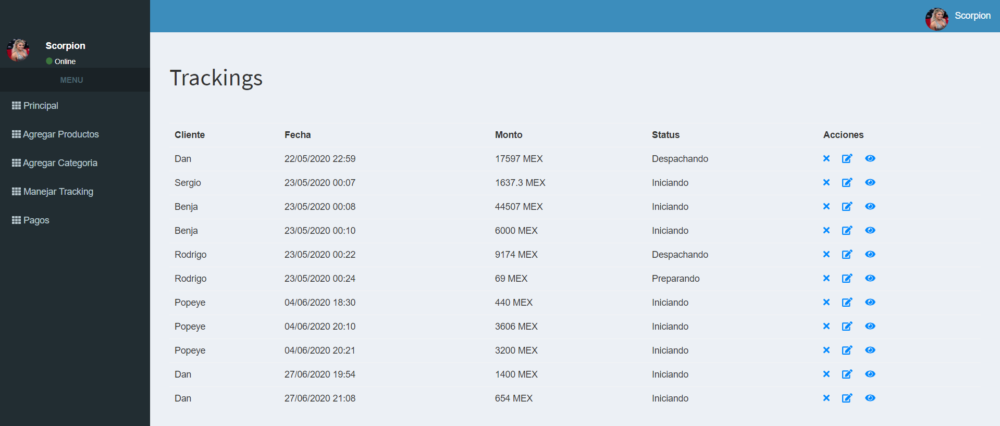 Scorpion
Scorpion
Online
MENU
Principal
Agregar Productos
Agregar Categoria
Manejar Tracking
Pagos
Trackings
Cliente Fecha Monto Status Acciones
Dan 22/05/2020 22:59 17597 MEX Despachando
Sergio 23/05/2020 00:07 1637.3 MEX Iniciando
Benja 23/05/2020 00:08 44507 MEX Iniciando
Benja 23/05/2020 00:10 6000 MEX Iniciando
Rodrigo 23/05/2020 00:22 9174 MEX Despachando
Rodrigo 23/05/2020 00:24 69 MEX Preparando
Popeye 04/06/2020 18:30 440 MEX Iniciando
Popeye 04/06/2020 20:10 3606 MEX Iniciando
Popeye 04/06/2020 20:21 3200 MEX Iniciando
Dan 27/06/2020 19:54 1400 MEX Iniciando
Dan 27/06/2020 21:08 654 MEX Iniciando